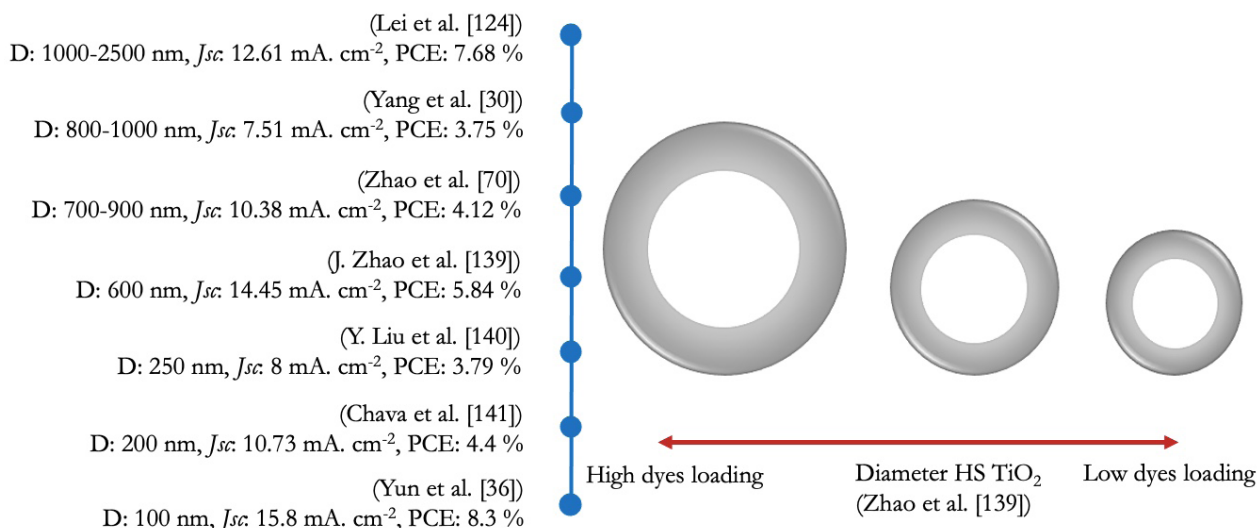 (Lei et al. [124])
D: 1000-2500 nm, Jsc: 12.61 mA. cm-2, PCE: 7.68 %
(Yang et al. [30])
D: 800-1000 nm, Jsc: 7.51 mA. cm-2, PCE: 3.75 %
(Zhao et al. [70])
D: 700-900 nm, Jsc: 10.38 mA. cm-2, PCE: 4.12 %
(J. Zhao et al. [139])
D: 600 nm, Jsc: 14.45 mA. cm-2, PCE: 5.84 %
(Y. Liu et al. [140])
D: 250 nm, Jsc: 8 mA. cm-2, PCE: 3.79 %
(Chava et al. [141])
D: 200 nm, Jsc: 10.73 mA. cm-2, PCE: 4.4 %
(Yun et al. [36])
D: 100 nm, Jsc: 15.8 mA. cm-2, PCE: 8.3 %
High dyes loading
Diameter HS TiO2
(Zhao et al. [139])
Low dyes loading